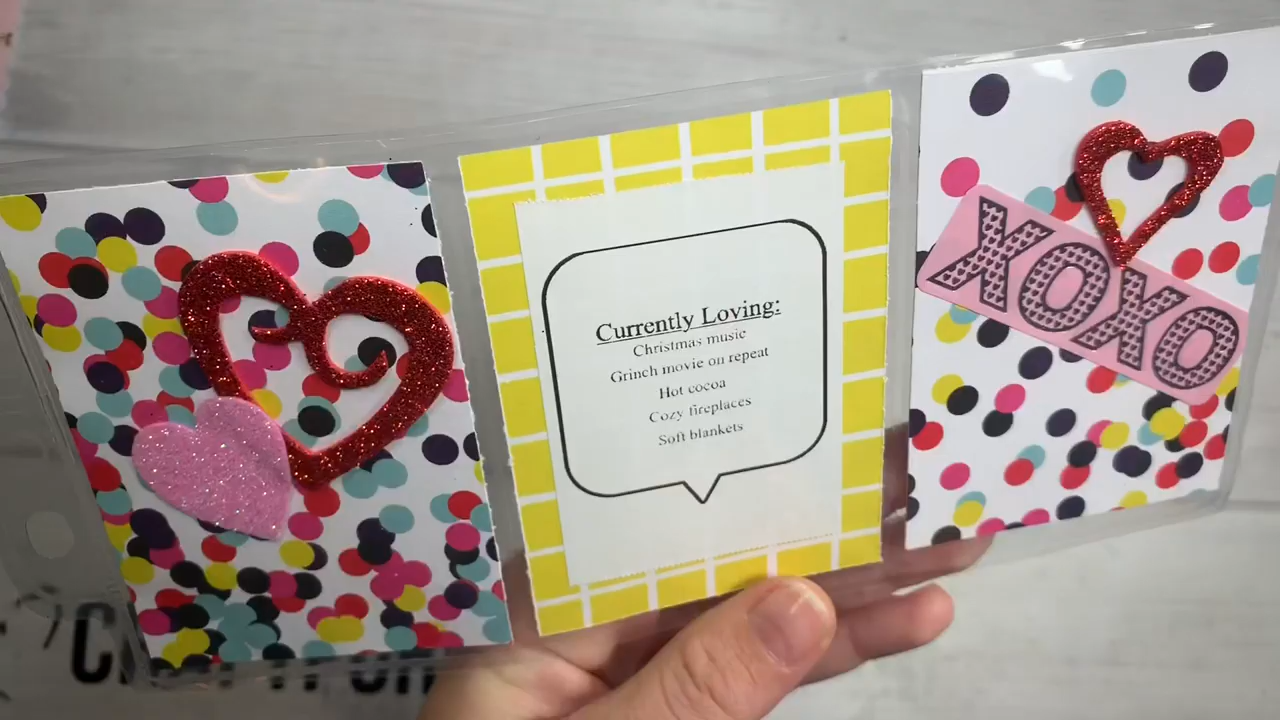 Currently Loving:
Christmas music
Grinch movie on repeat
Hot cocoa
Cozy fireplaces
Soft blankets
XOXO